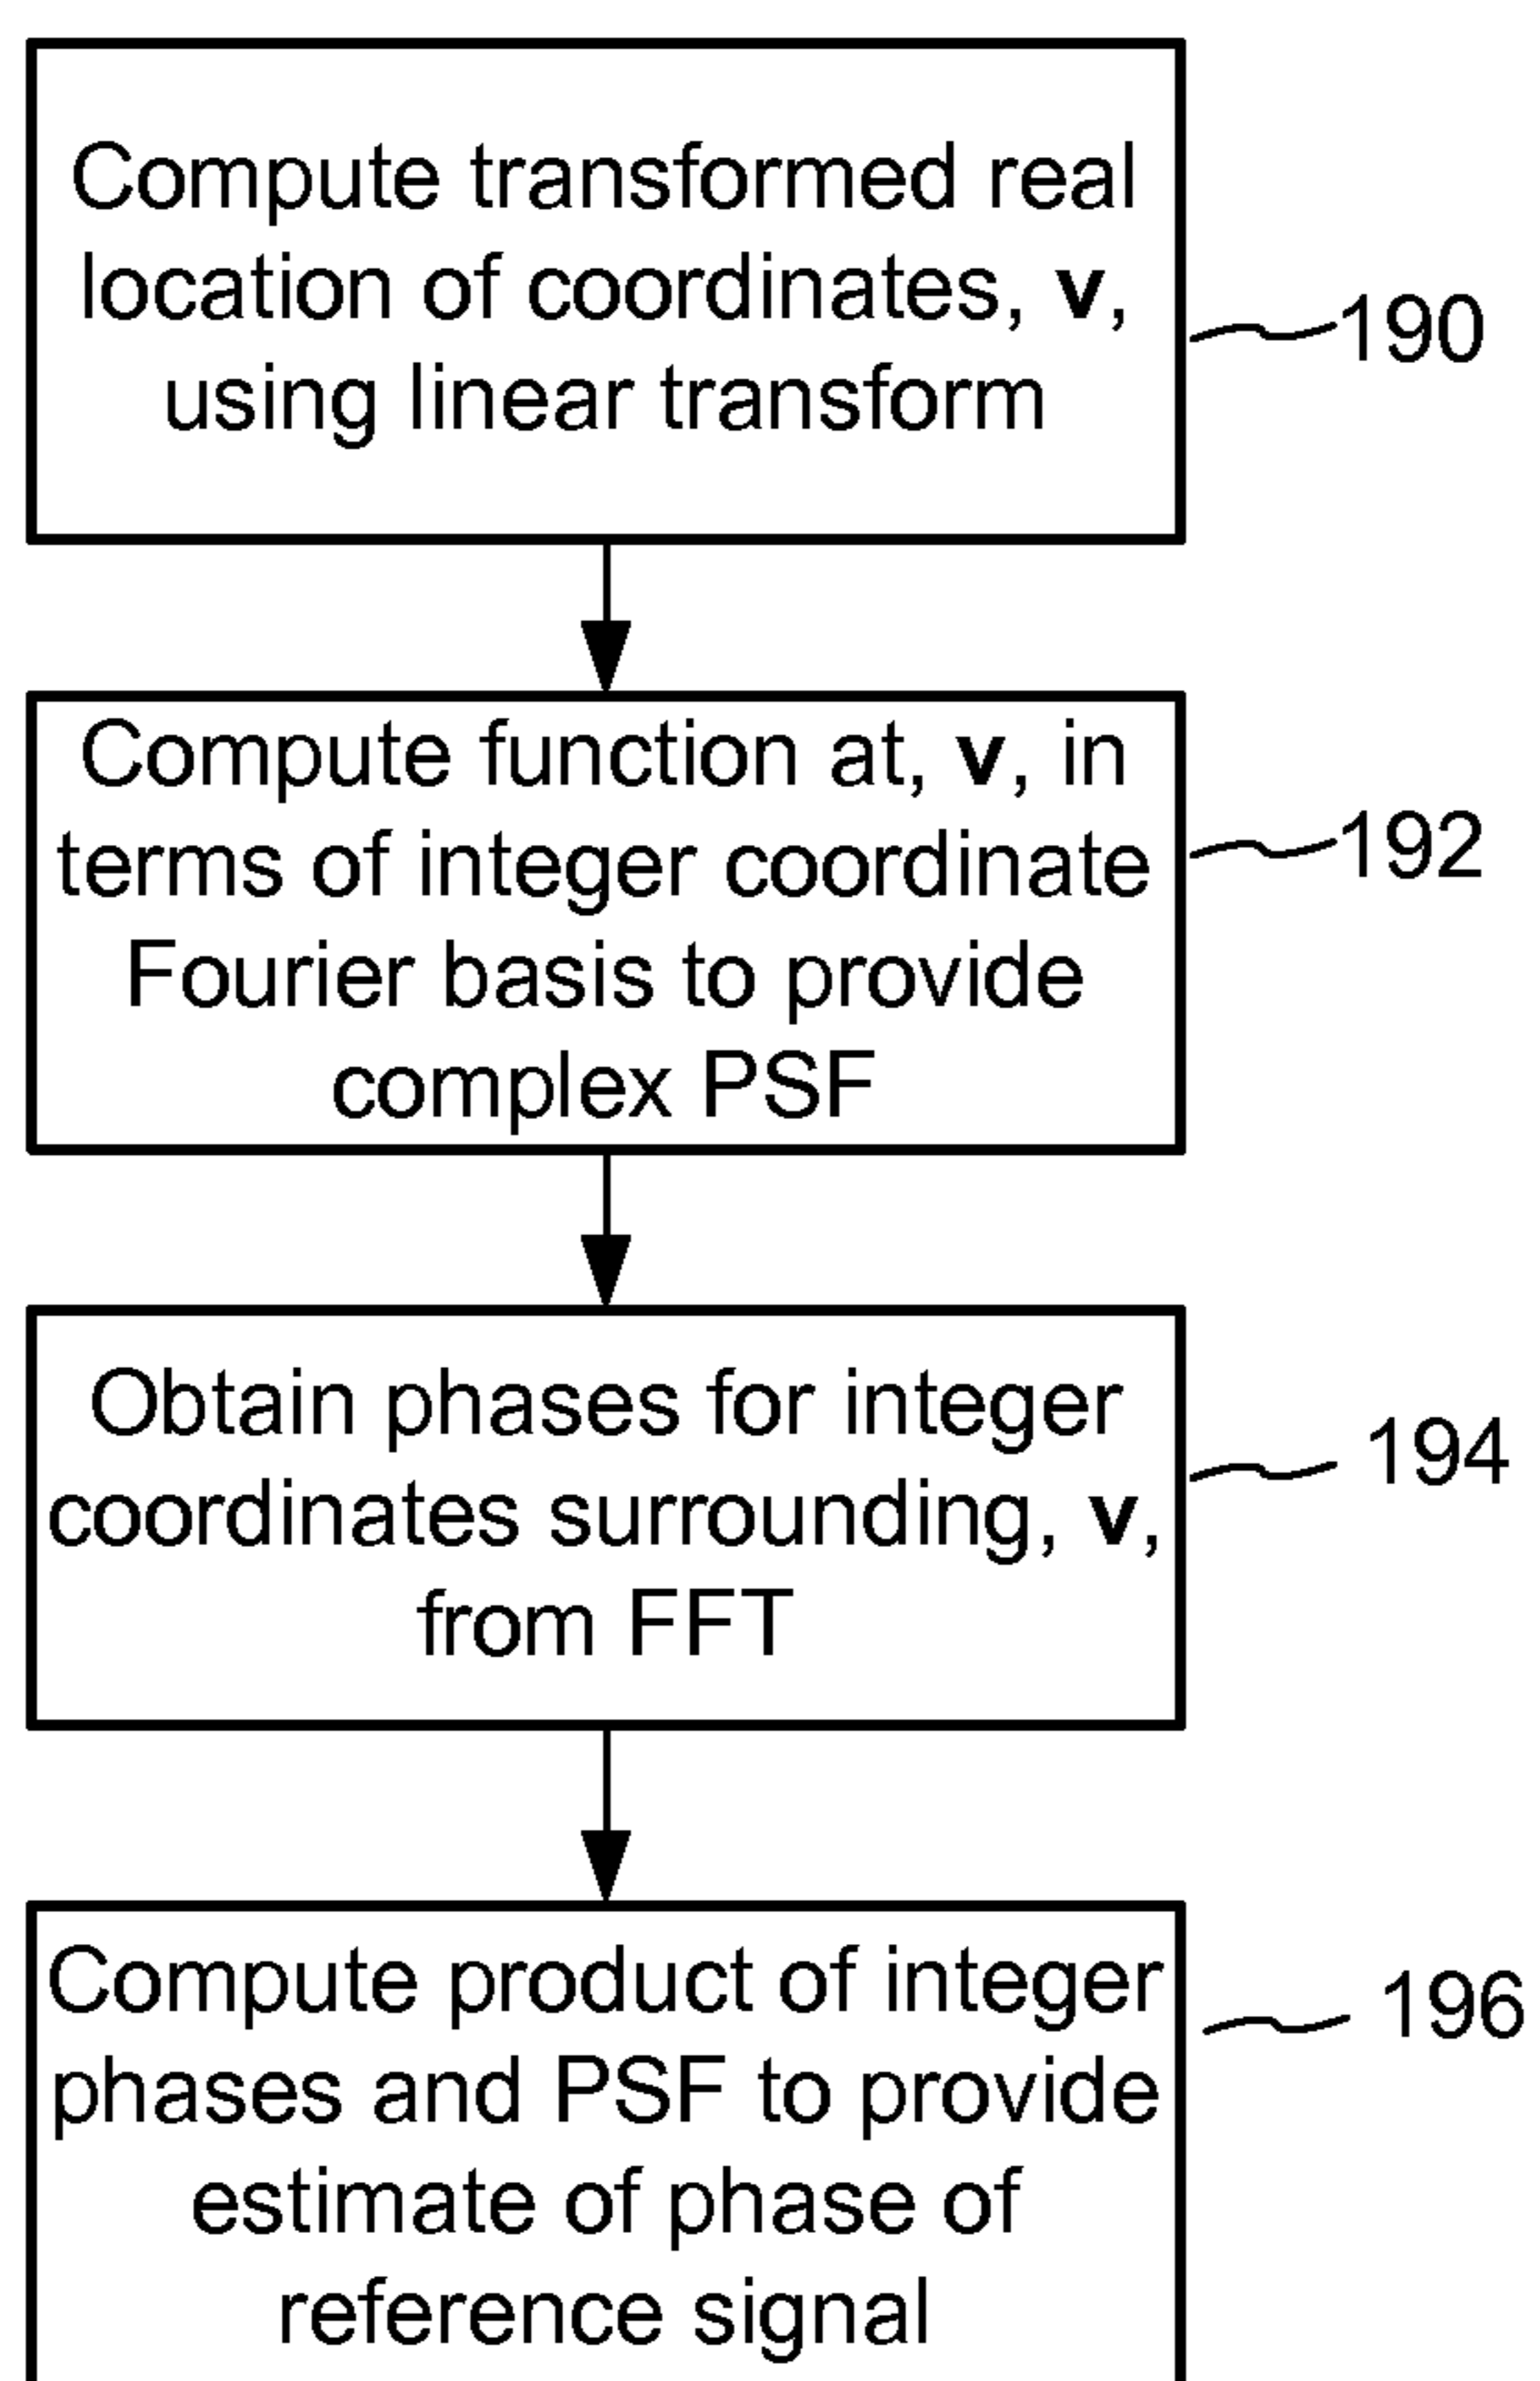 Compute transformed real
location of coordinates, v,
using linear transform
190
Compute function at, v, in
terms of integer coordinate
Fourier basis to provide
complex PSF
192
Obtain phases for integer
coordinates surrounding, v,
from FFT
194
Compute product of integer
phases and PSF to provide
estimate of phase of
reference signal
196